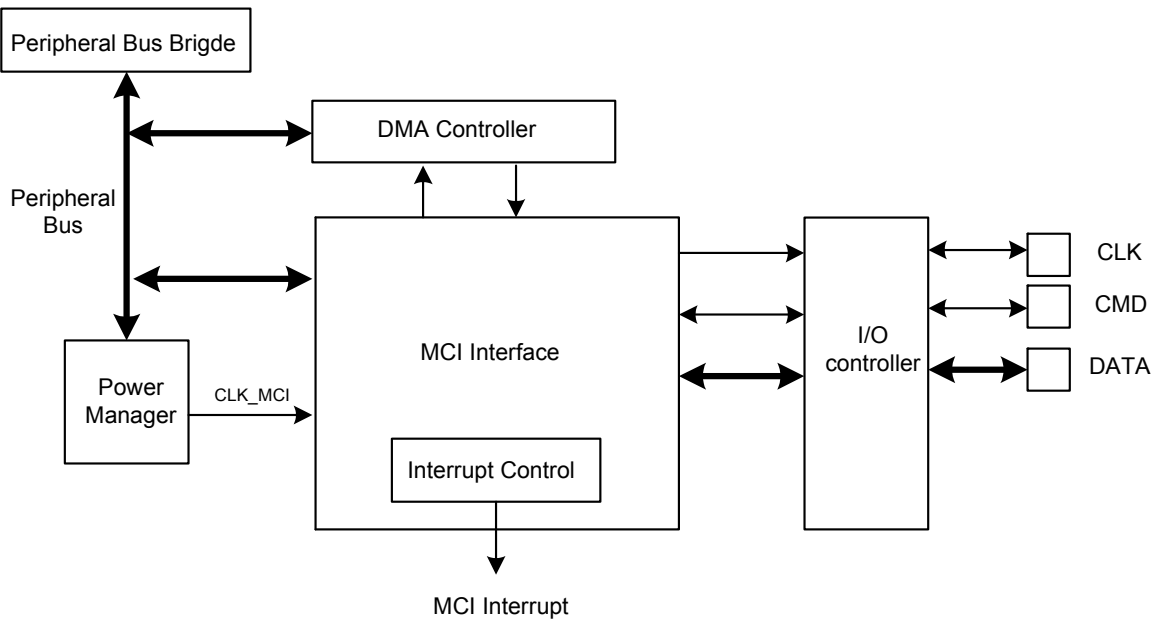 Peripheral Bus Brigde
DMA Controller
Peripheral
Bus
CLK
CMD
I/O
controller
MCI Interface
DATA
Power
Manager
CLK_MCI
Interrupt Control
MCI Interrupt